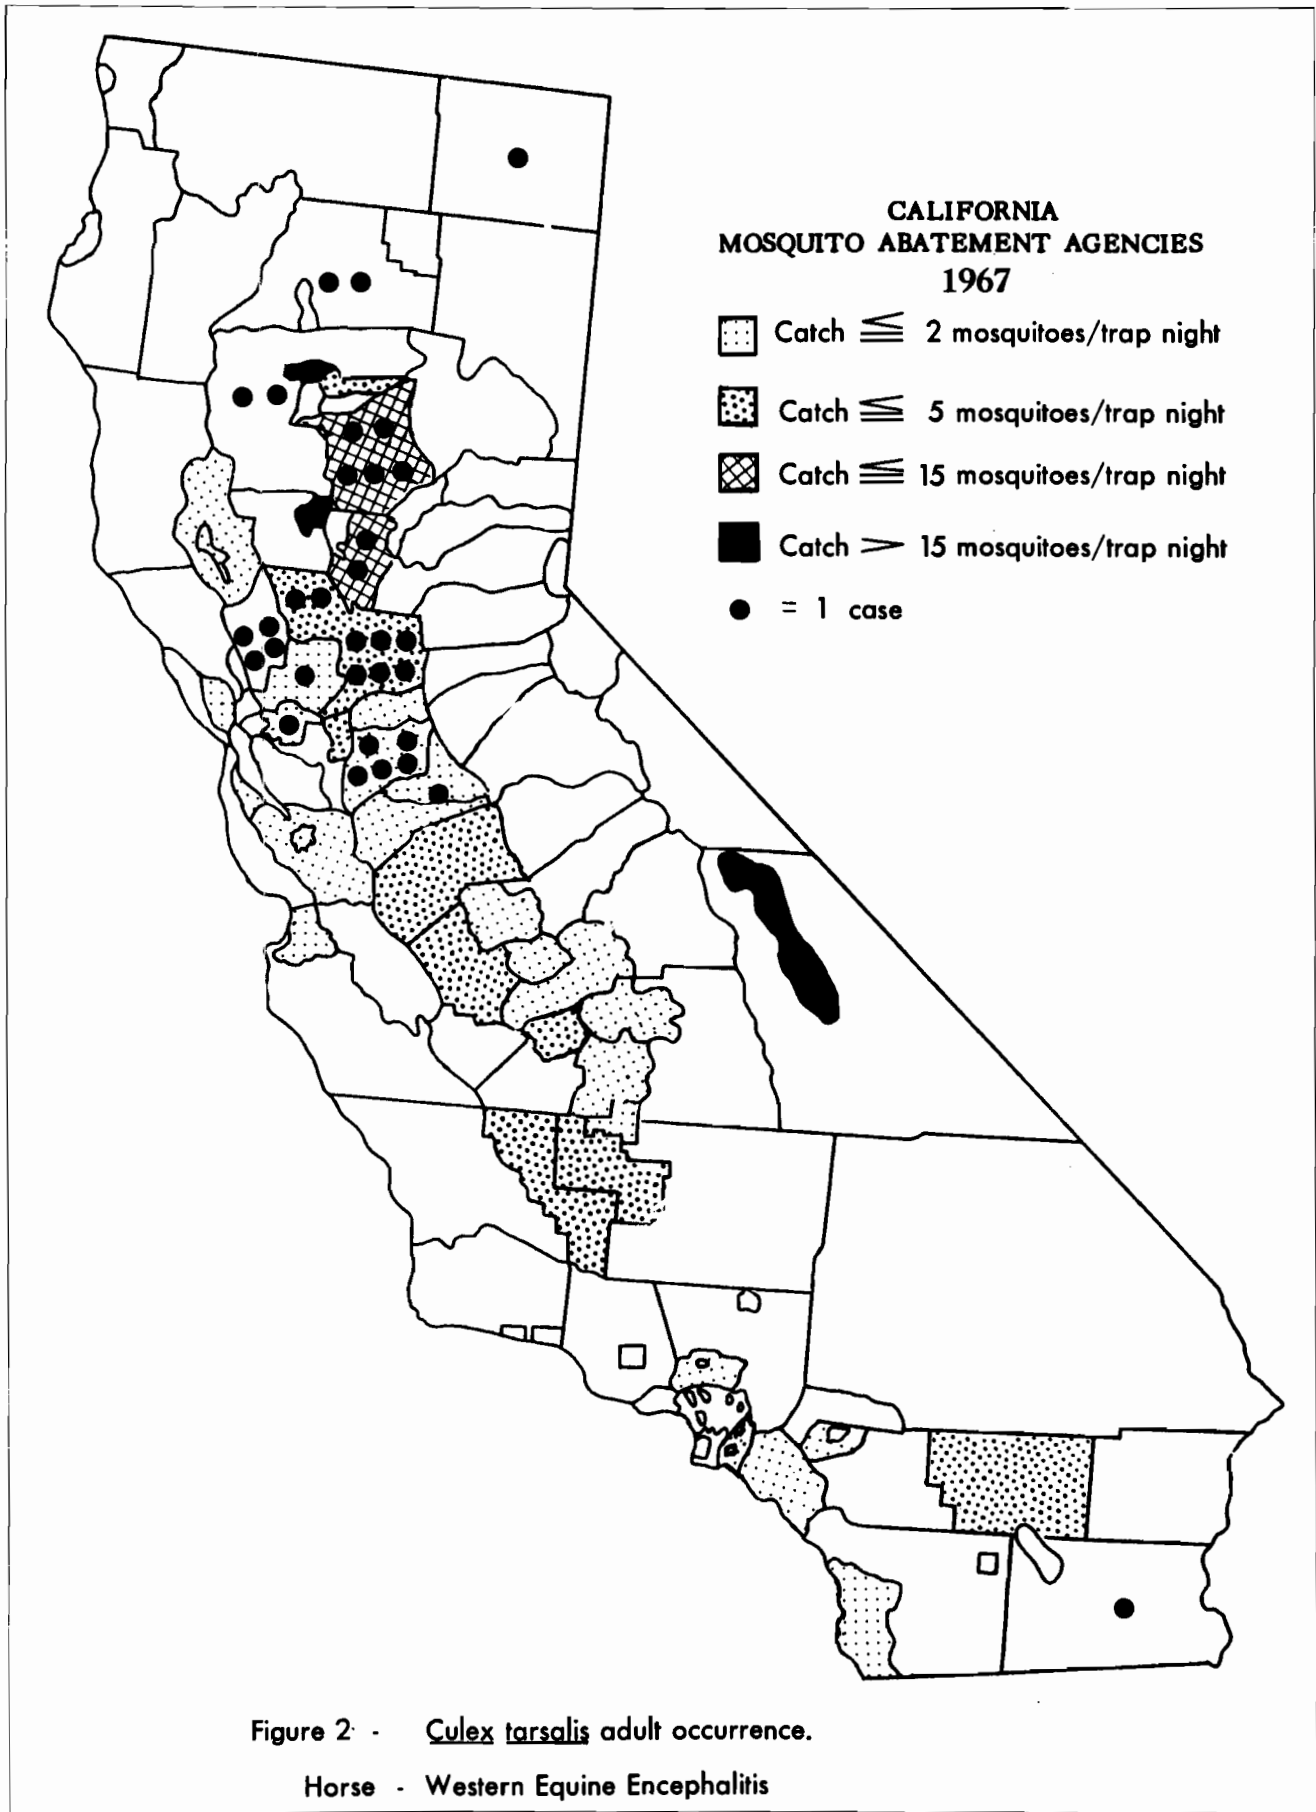 CALIFORNIA
MOSQUITO ABATEMENT AGENCIES
1967
Catch ≦ 2 mosquitoes/trap night
Catch ≦ 5 mosquitoes/trap night
Catch ≦ 15 mosquitoes/trap night
Catch > 15 mosquitoes/trap night
= 1 case
Figure 2 - Culex tarsalis adult occurrence.
Horse - Western Equine Encephalitis